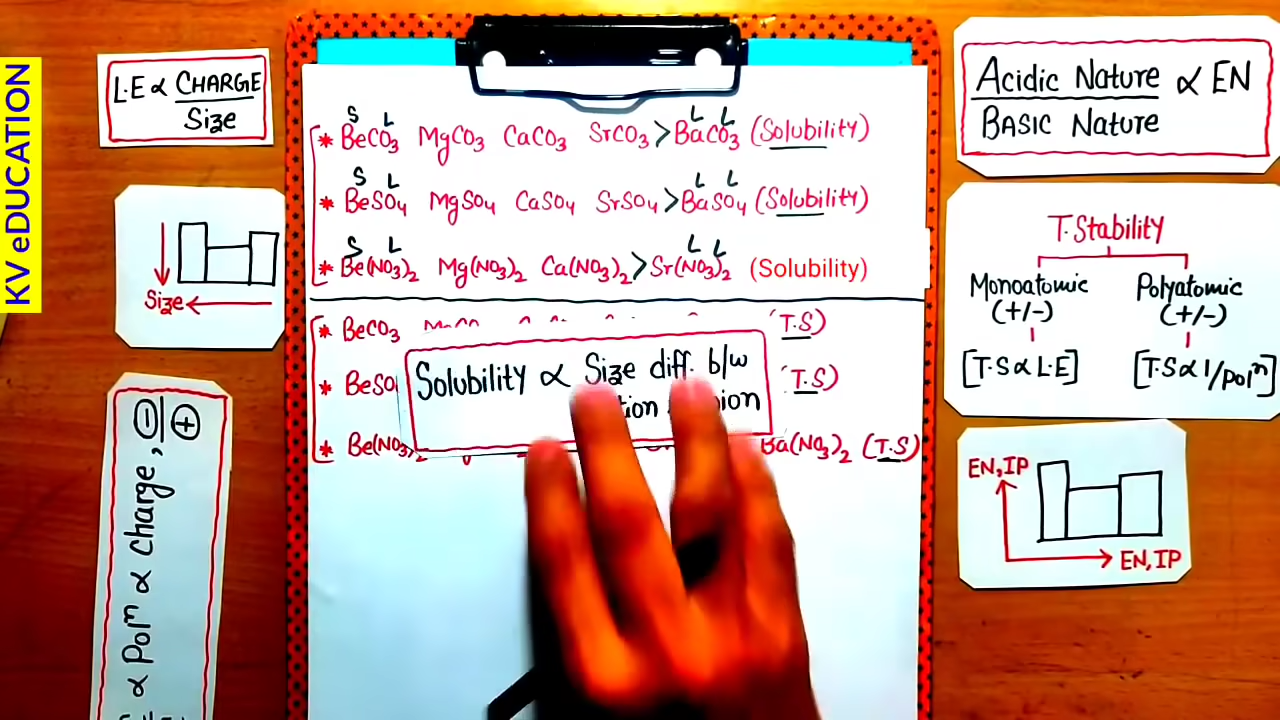 KV eDUCATION
L.E ∝ CHARGE
Size
Size
∝ Polⁿ ∝ charge, ⊖ ⊕
S L L L
* BeCO₃ MgCO₃ CaCO₃ SrCO₃ > BaCO₃ (Solubility)
S L L L
* BeSO₄ MgSO₄ CaSO₄ SrSO₄ > BaSO₄ (Solubility)
S L L L
* Be(NO₃)₂ Mg(NO₃)₂ Ca(NO₃)₂ > Sr(NO₃)₂ (Solubility)
* BeCO₃ (T.S)
* BeSO (T.S)
* Be(NO₃)₂ Ba(NO₃)₂ (T.S)
Solubility ∝ Size diff. b/w
Acidic Nature ∝ EN
BASIC Nature
T.Stability
Monoatomic Polyatomic
(+/-) (+/-)
[T.S ∝ L.E] [T.S ∝ 1/Polⁿ]
EN,IP
EN,IP